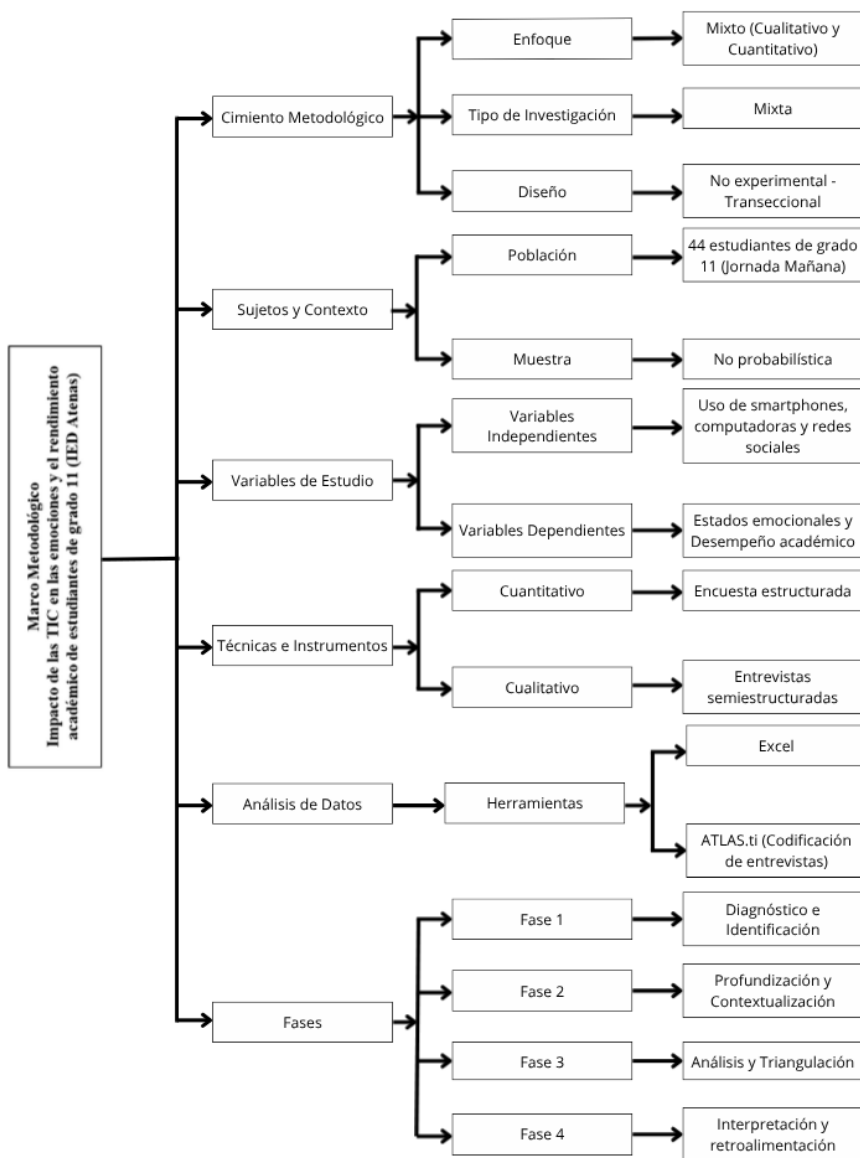 Marco Metodológico
Impacto de las TIC en las emociones y el rendimiento
académico de estudiantes de grado 11 (IED Atenas)
Cimiento Metodológico
Enfoque
Mixto (Cualitativo y
Cuantitativo)
Tipo de Investigación
Mixta
Diseño
No experimental -
Transeccional
Sujetos y Contexto
Población
44 estudiantes de grado
11 (Jornada Mañana)
Muestra
No probabilística
Variables de Estudio
Variables
Independientes
Uso de smartphones,
computadoras y redes
sociales
Variables Dependientes
Estados emocionales y
Desempeño académico
Técnicas e Instrumentos
Cuantitativo
Encuesta estructurada
Cualitativo
Entrevistas
semiestructuradas
Análisis de Datos
Herramientas
Excel
ATLAS.ti (Codificación
de entrevistas)
Fases
Fase 1
Diagnóstico e
Identificación
Fase 2
Profundización y
Contextualización
Fase 3
Análisis y Triangulación
Fase 4
Interpretación y
retroalimentación